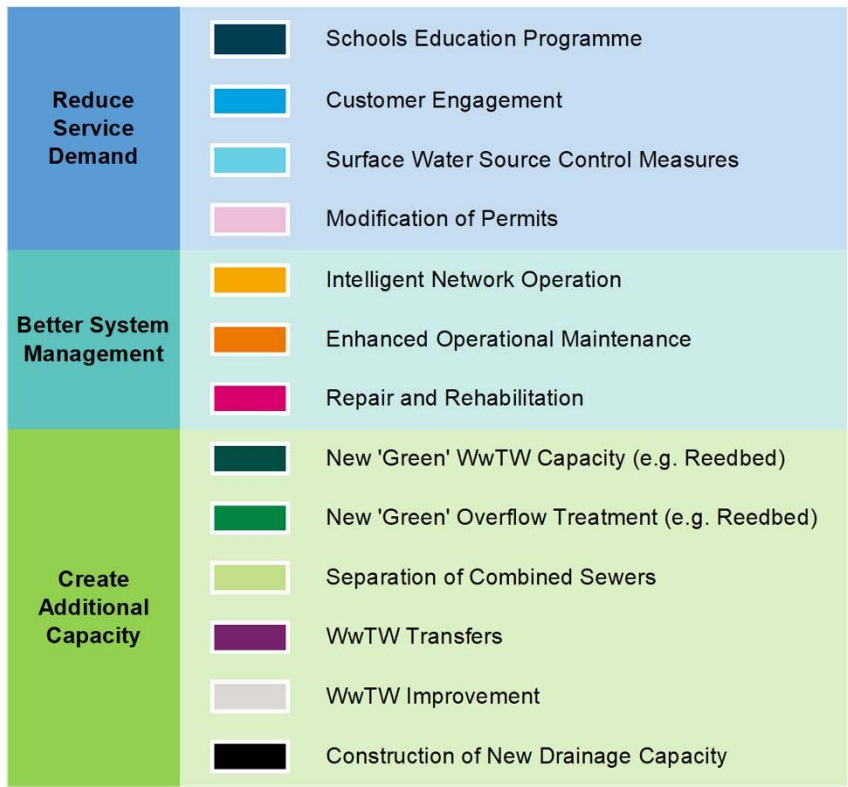 Reduce
Service
Demand
Schools Education Programme
Customer Engagement
Surface Water Source Control Measures
Modification of Permits
Better System
Management
Intelligent Network Operation
Enhanced Operational Maintenance
Repair and Rehabilitation
Create
Additional
Capacity
New 'Green' WwTW Capacity (e.g. Reedbed)
New 'Green' Overflow Treatment (e.g. Reedbed)
Separation of Combined Sewers
WwTW Transfers
WwTW Improvement
Construction of New Drainage Capacity